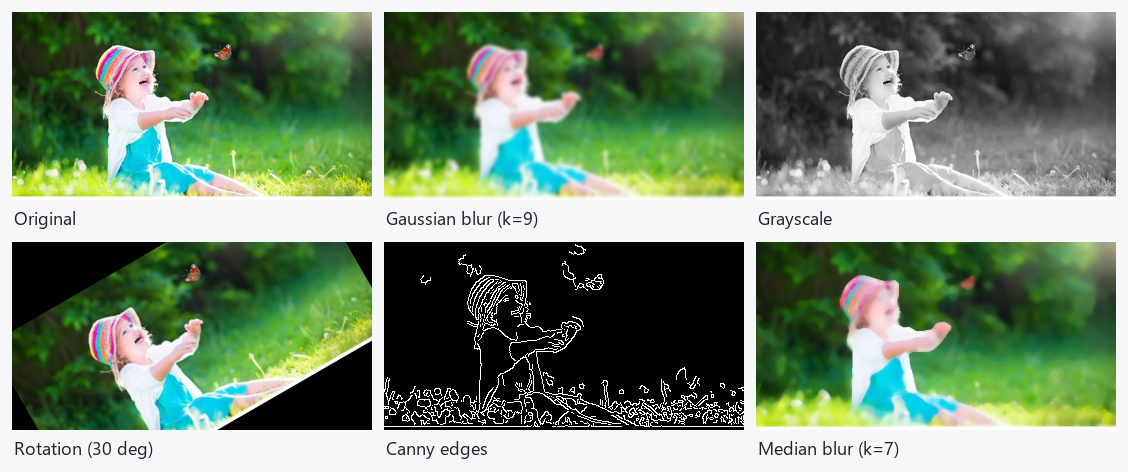 Original
Gaussian blur (k=9)
Grayscale
Rotation (30 deg)
Canny edges
Median blur (k=7)